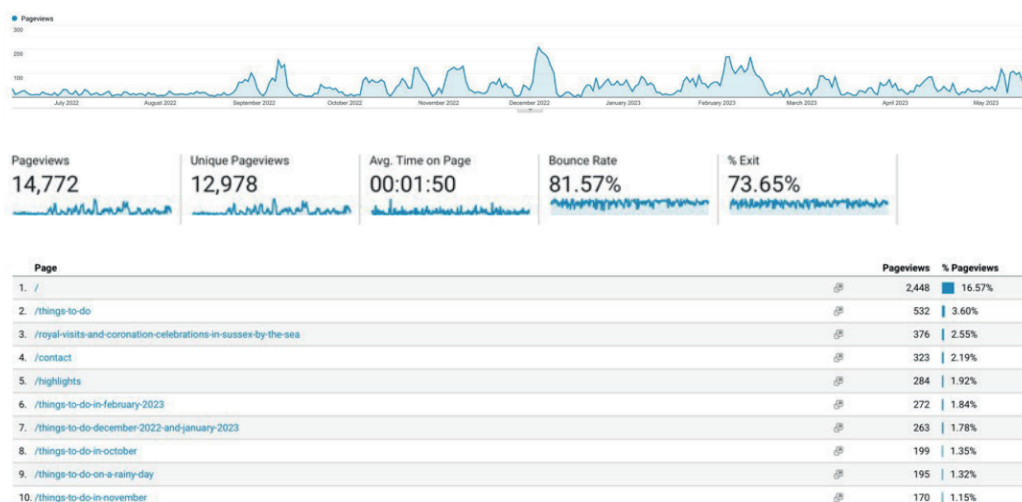 Pageviews
300
200
100
July 2022 August 2022 September 2022 October 2022 November 2022 December 2022 January 2023 February 2023 March 2023 April 2023 May 2023
Pageviews Unique Pageviews Avg. Time on Page Bounce Rate % Exit
14,772 12,978 00:01:50 81.57% 73.65%
Page Pageviews % Pageviews
1. / 2,448 16.57%
2. /things-to-do 532 3.60%
3. /royal-visits-and-coronation-celebrations-in-sussex-by-the-sea 376 2.55%
4. /contact 323 2.19%
5. /highlights 284 1.92%
6. /things-to-do-in-february-2023 272 1.84%
7. /things-to-do-december-2022-and-january-2023 263 1.78%
8. /things-to-do-in-october 199 1.35%
9. /things-to-do-on-a-rainy-day 195 1.32%
10. /things-to-do-in-november 170 1.15%